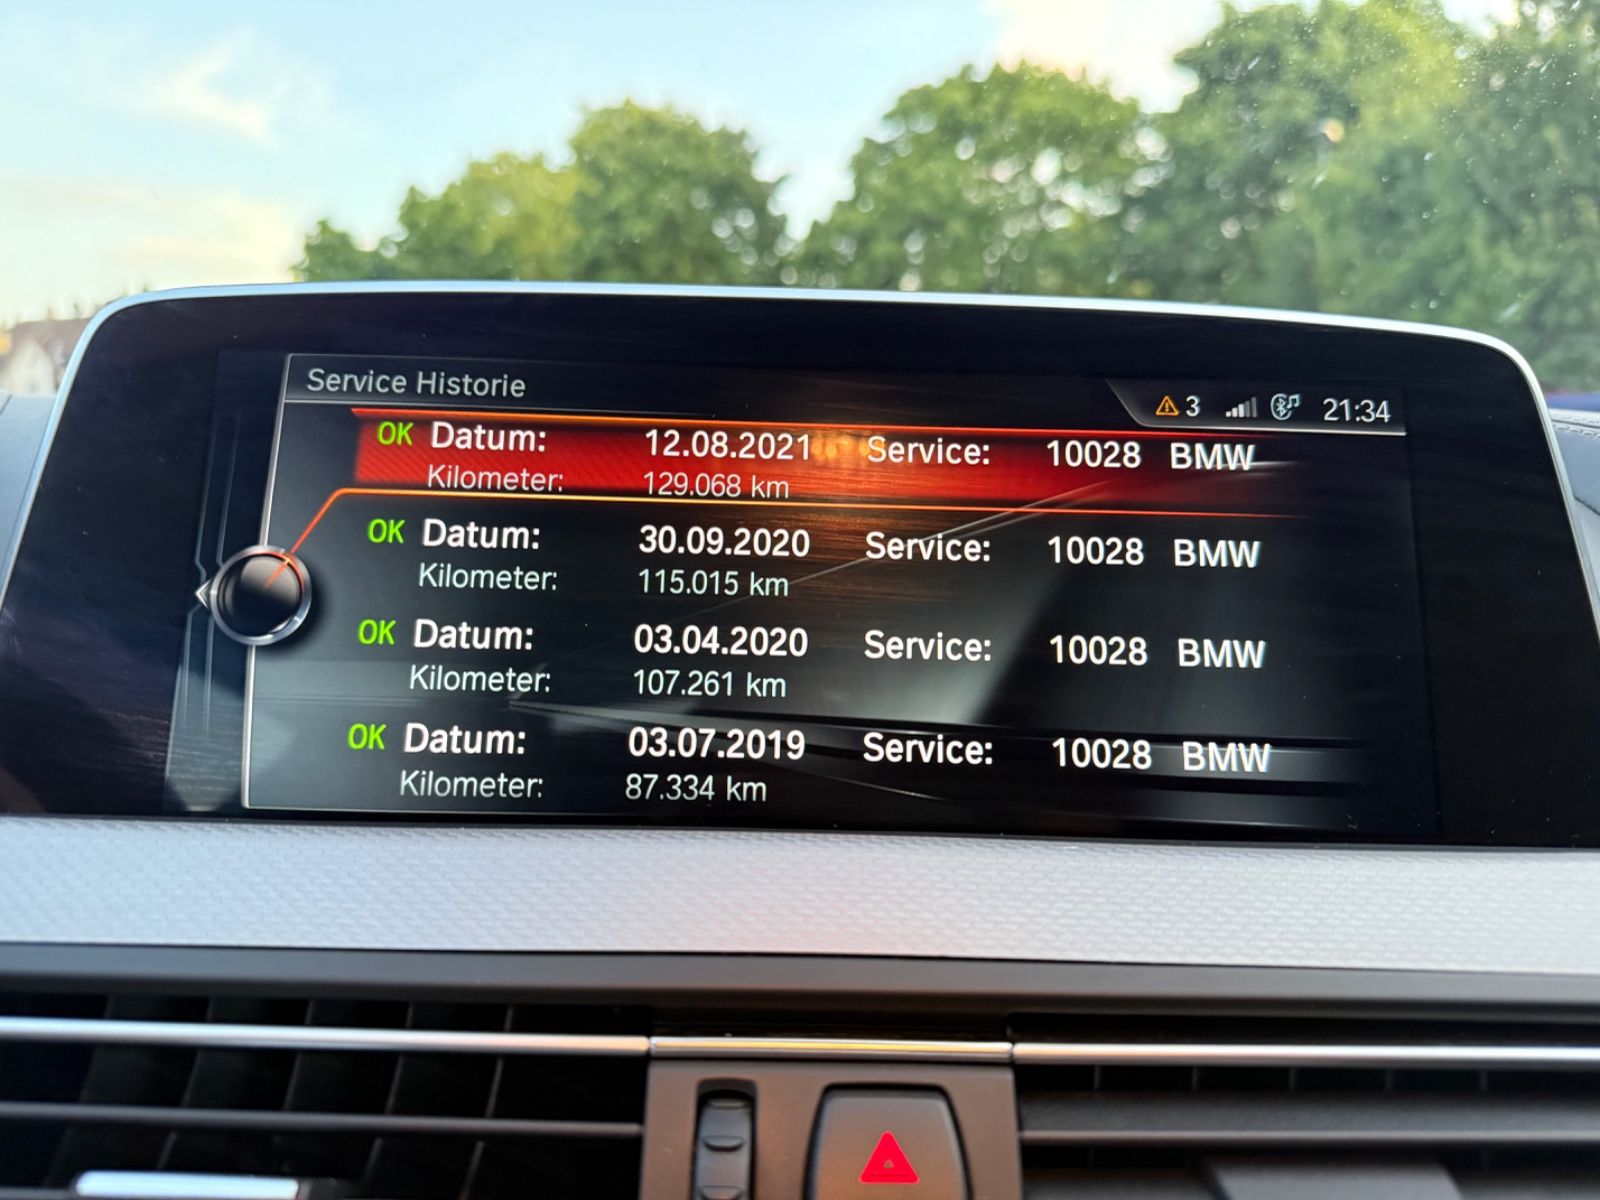 Service Historie
3 21:34
OK Datum: 12.08.2021 Service: 10028 BMW
Kilometer: 129.068 km
OK Datum: 30.09.2020 Service: 10028 BMW
Kilometer: 115.015 km
OK Datum: 03.04.2020 Service: 10028 BMW
Kilometer: 107.261 km
OK Datum: 03.07.2019 Service: 10028 BMW
Kilometer: 87.334 km